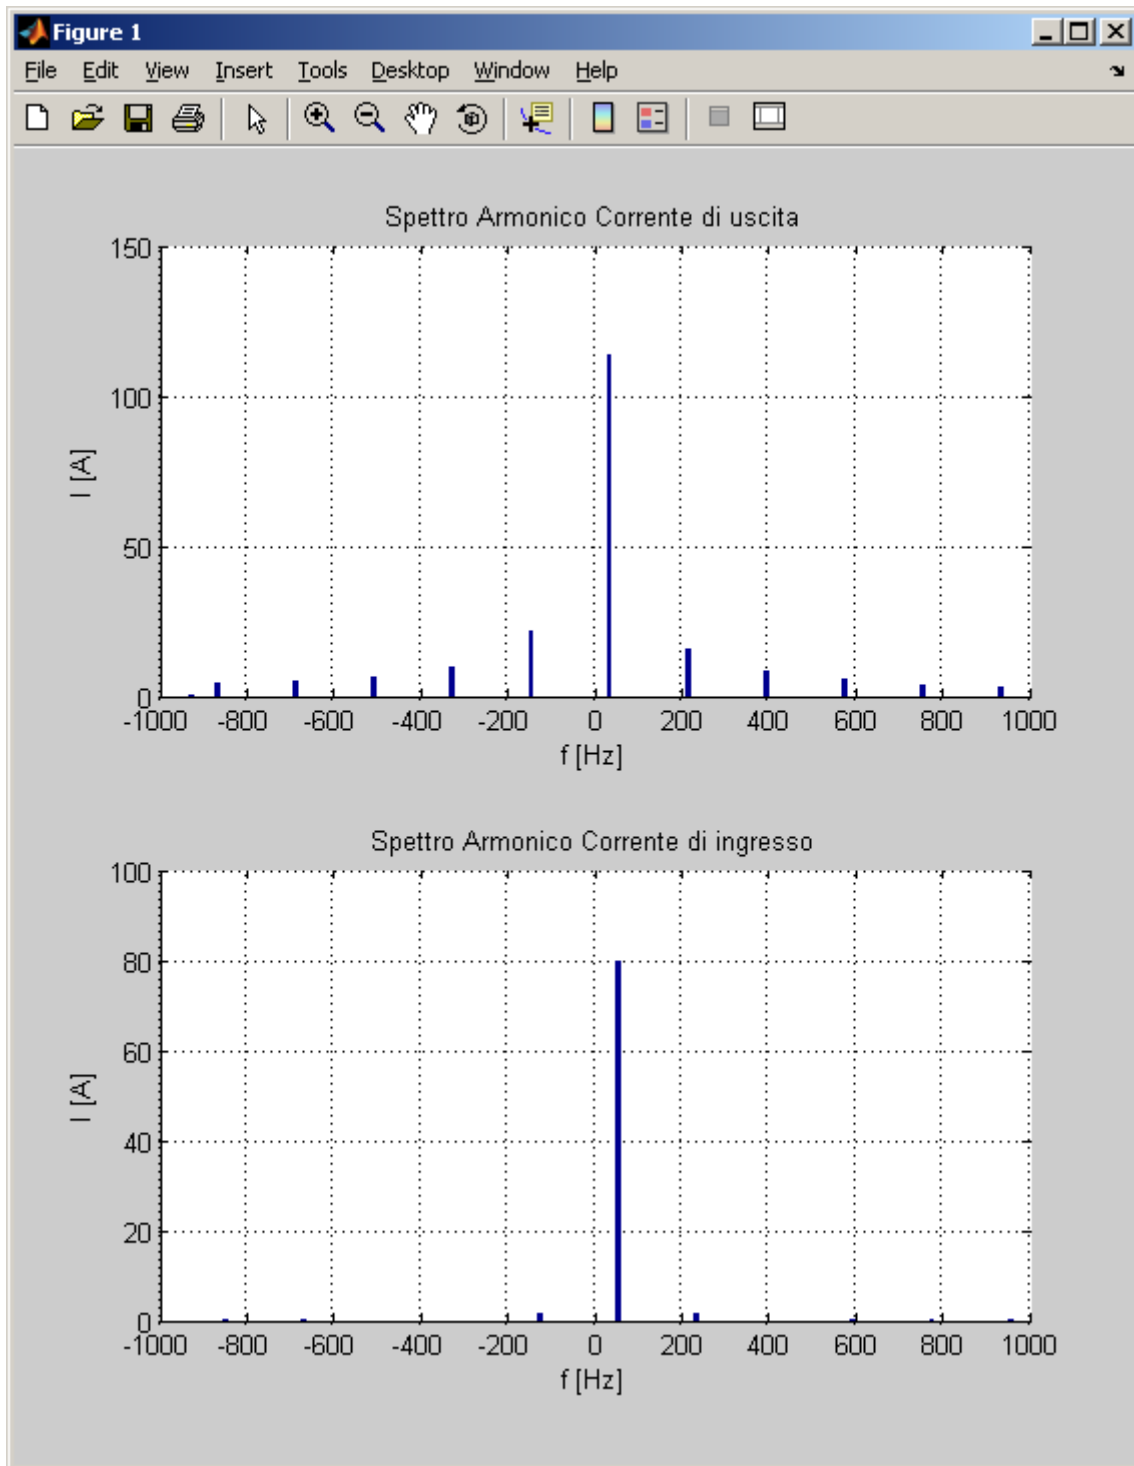 Figure 1
File Edit View Insert Tools Desktop Window Help
Spettro Armonico Corrente di uscita
150
100
50
0
I [A]
-1000 -800 -600 -400 -200 0 200 400 600 800 1000
f [Hz]
Spettro Armonico Corrente di ingresso
100
80
60
40
20
0
I [A]
-1000 -800 -600 -400 -200 0 200 400 600 800 1000
f [Hz]